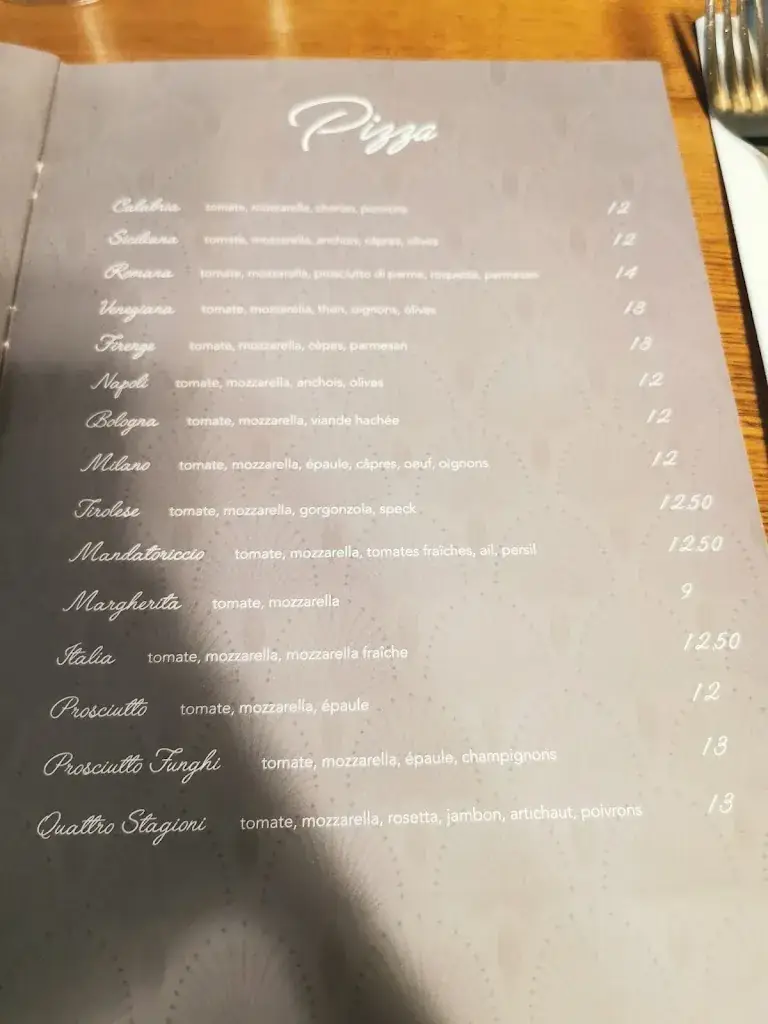 Pizza
Calabria tomate, mozzarella, chorizo, poivrons 12
Siciliana tomate, mozzarella, anchois, câpres, olives 12
Romana tomate, mozzarella, prosciutto di parme, roquette, parmesan 14
Venegiana tomate, mozzarella, thon, oignons, olives 13
Firenze tomate, mozzarella, cèpes, parmesan 13
Napoli tomate, mozzarella, anchois, olives 12
Bologna tomate, mozzarella, viande hachée 12
Milano tomate, mozzarella, épaule, câpres, oeuf, oignons 12
Tirolese tomate, mozzarella, gorgonzola, speck 12.50
Mandatoriccio tomate, mozzarella, tomates fraîches, ail, persil 12.50
Margherita tomate, mozzarella 9
Italia tomate, mozzarella, mozzarella fraîche 12.50
Prosciutto tomate, mozzarella, épaule 12
Prosciutto Funghi tomate, mozzarella, épaule, champignons 13
Quattro Stagioni tomate, mozzarella, rosetta, jambon, artichaut, poivrons 13